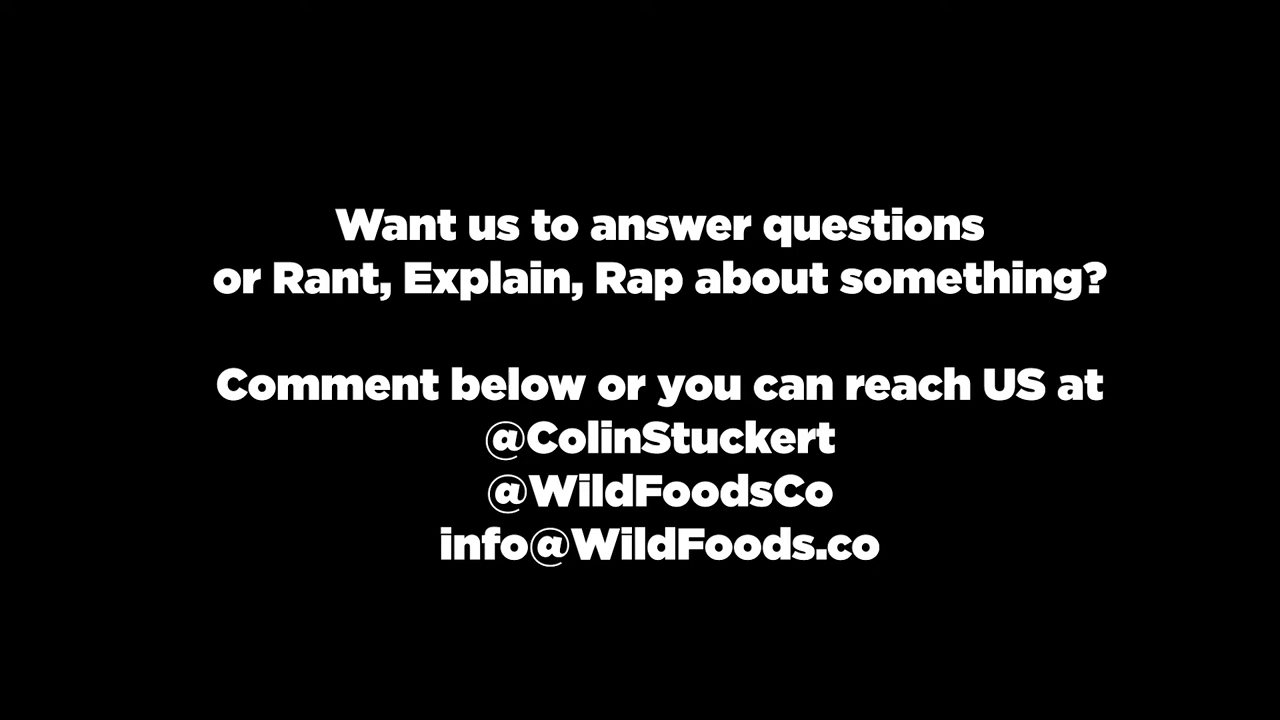 Want us to answer questions
or Rant, Explain, Rap about something?
Comment below or you can reach US at
@ColinStuckert
@WildFoodsCo
info@WildFoods.co